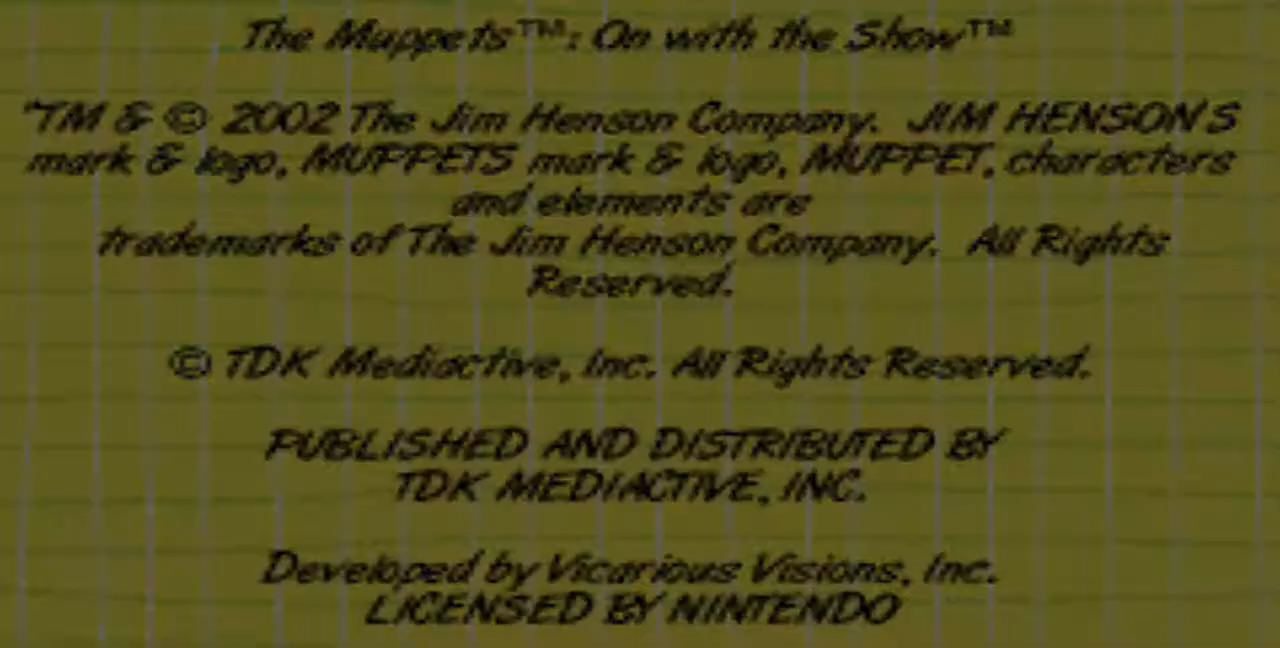 The Muppets™: On with the Show™
"TM & © 2002 The Jim Henson Company. JIM HENSON'S
mark & logo, MUPPETS mark & logo, MUPPET, characters
and elements are
trademarks of The Jim Henson Company. All Rights
Reserved.
© TDK Mediactive, Inc. All Rights Reserved.
PUBLISHED AND DISTRIBUTED BY
TDK MEDIACTIVE, INC.
Developed by Vicarious Visions, Inc.
LICENSED BY NINTENDO